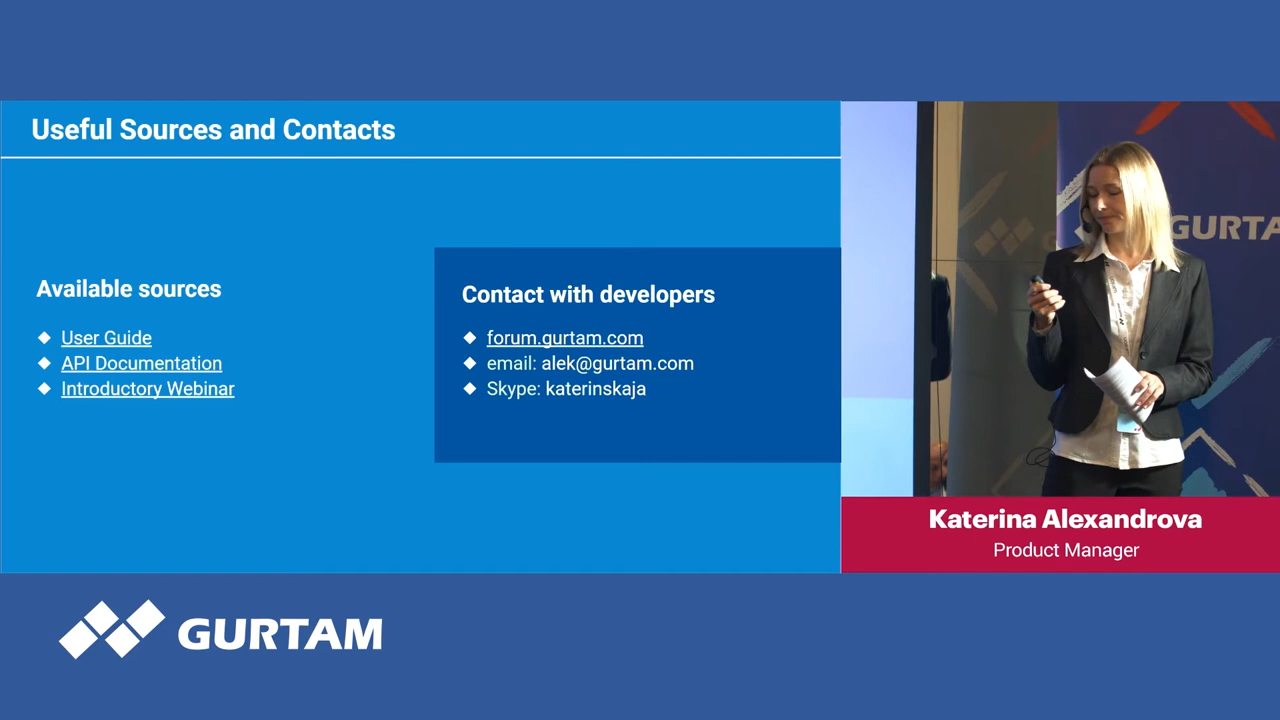 Useful Sources and Contacts
Available sources
User Guide
API Documentation
Introductory Webinar
Contact with developers
forum.gurtam.com
email: alek@gurtam.com
Skype: katerinskaja
GURTA
Katerina Alexandrova
Product Manager
GURTAM